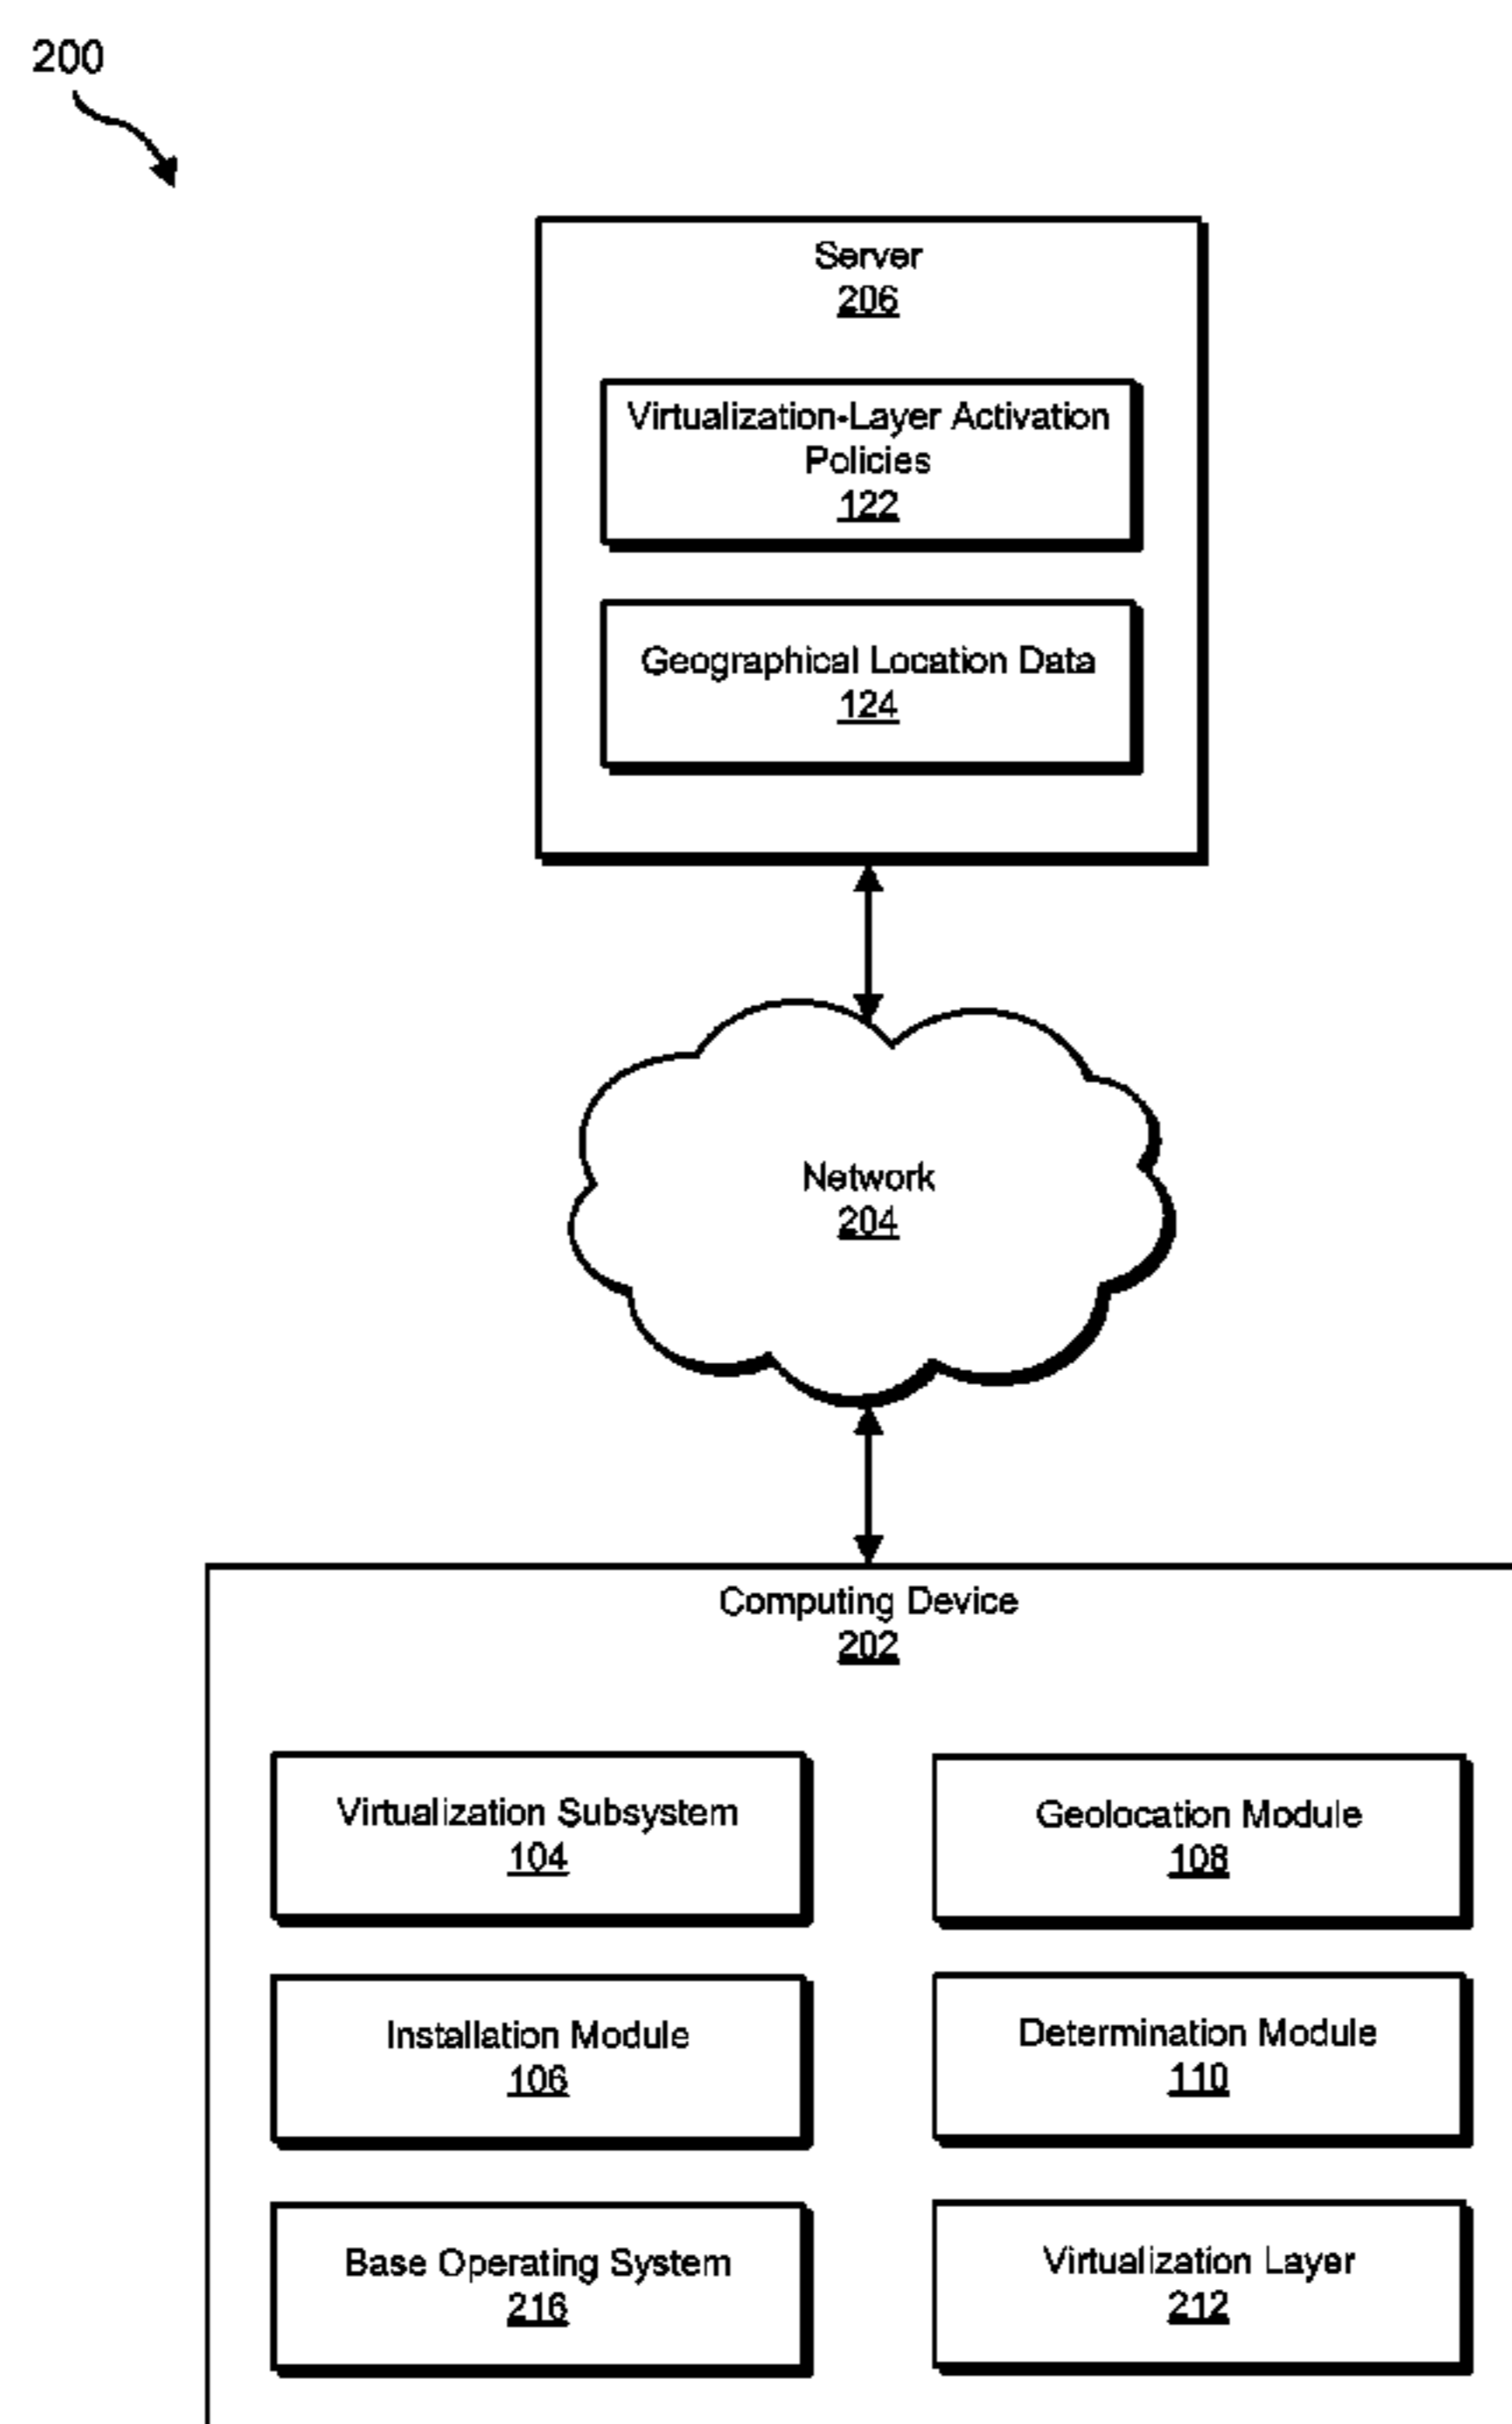 200
Server
206
Virtualization-Layer Activation
Policies
122
Geographical Location Data
124
Network
204
Computing Device
202
Virtualization Subsystem
104
Geolocation Module
108
Installation Module
106
Determination Module
110
Base Operating System
216
Virtualization Layer
212